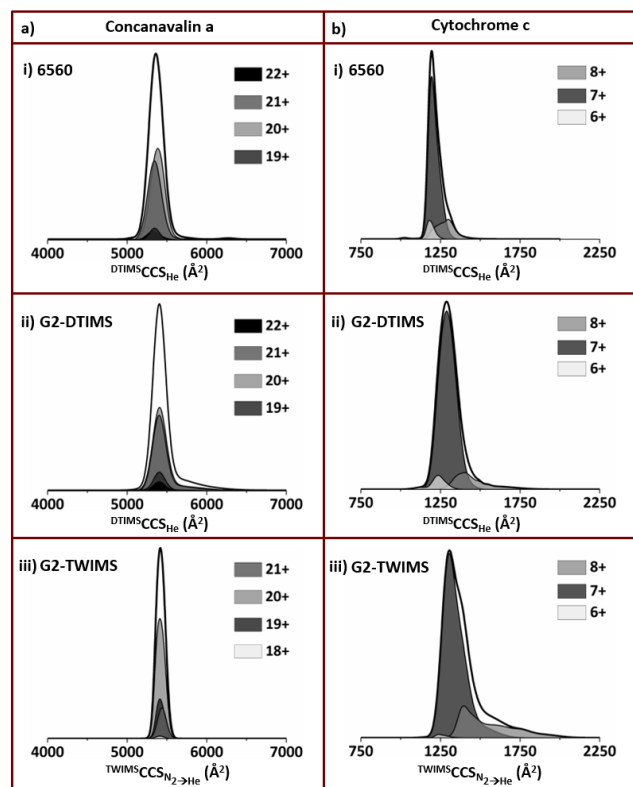 a) Concanavalin a
b) Cytochrome c
i) 6560
22+
21+
20+
19+
4000 5000 6000 7000
DTIMSCCSHe (Å²)
i) 6560
8+
7+
6+
750 1250 1750 2250
DTIMSCCSHe (Å²)
ii) G2-DTIMS
22+
21+
20+
19+
4000 5000 6000 7000
DTIMSCCSHe (Å²)
ii) G2-DTIMS
8+
7+
6+
750 1250 1750 2250
DTIMSCCSHe (Å²)
iii) G2-TWIMS
21+
20+
19+
18+
4000 5000 6000 7000
TWIMSCCSN2→He (Å²)
iii) G2-TWIMS
8+
7+
6+
750 1250 1750 2250
TWIMSCCSN2→He (Å²)